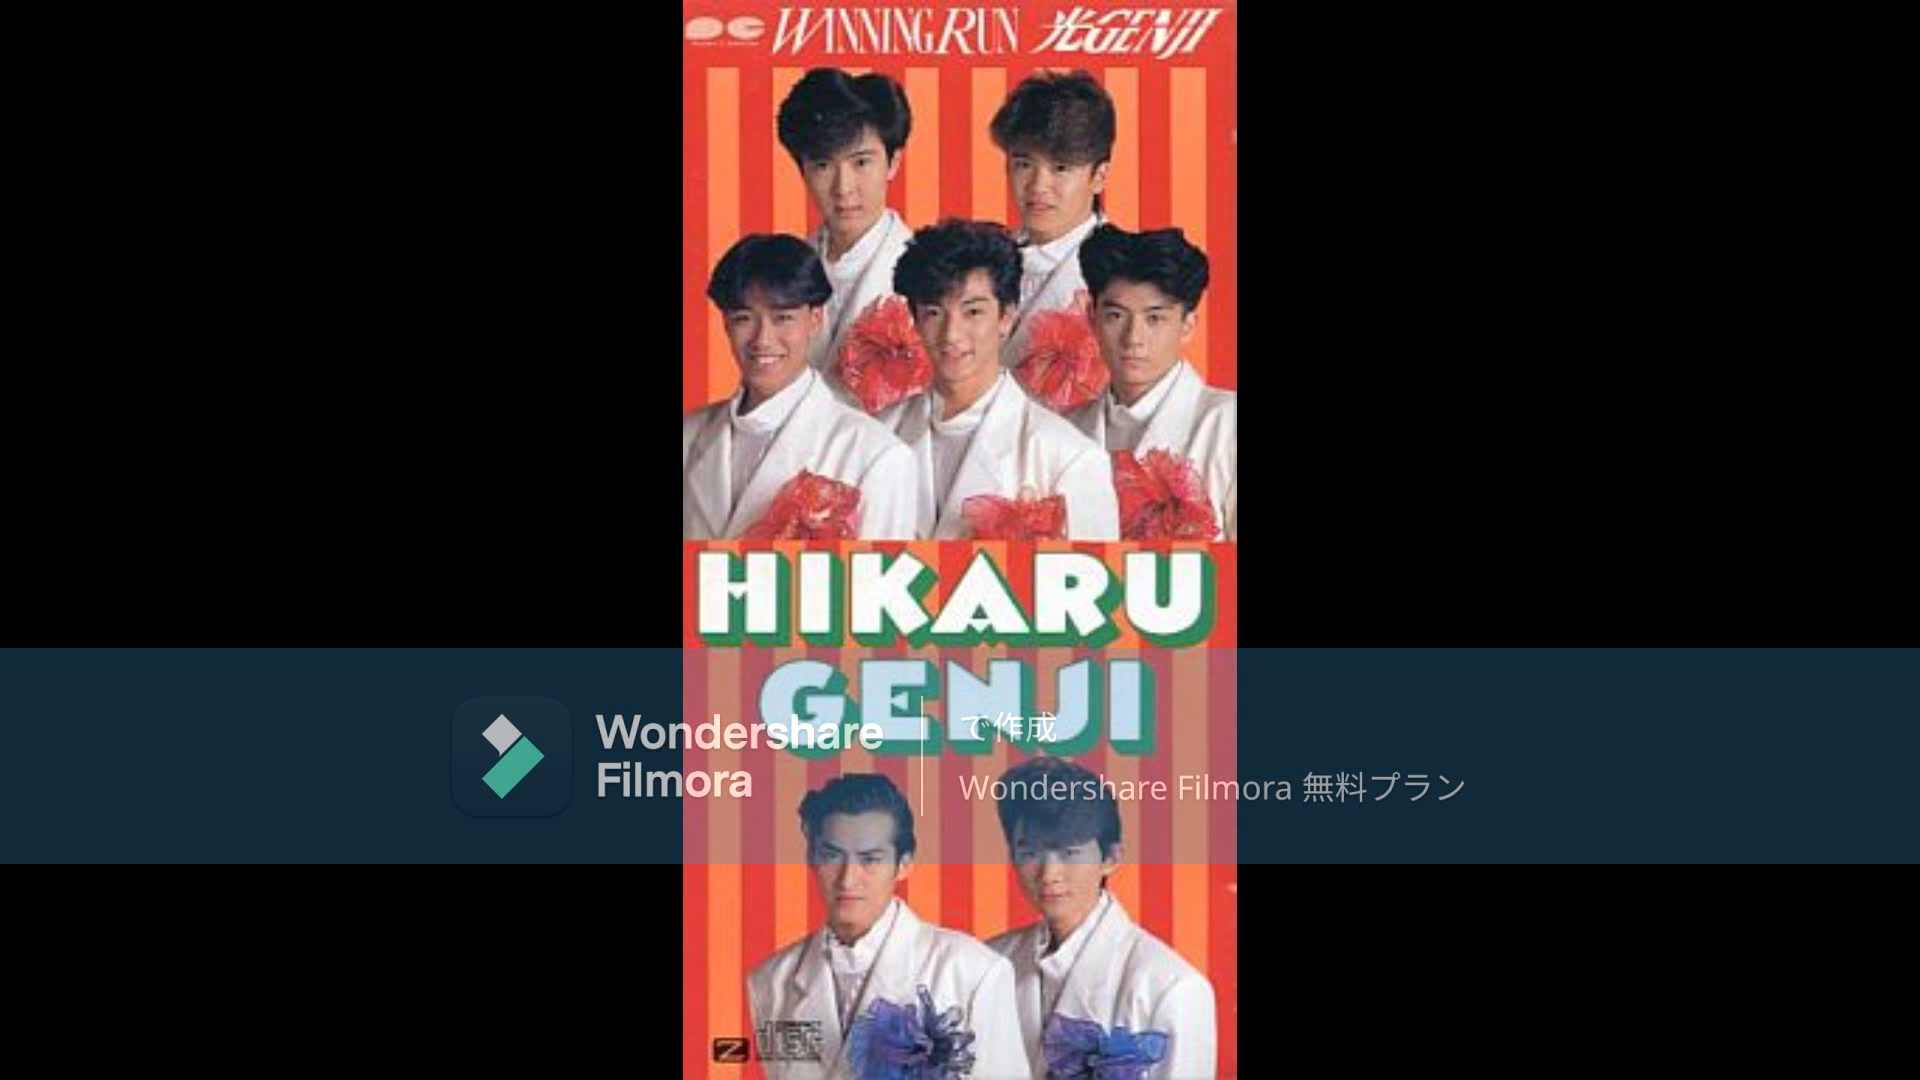 WINNING RUN 光GENJI
HIKARU
GENJI
Wondershare
Filmora
で作成
Wondershare Filmora 無料プラン